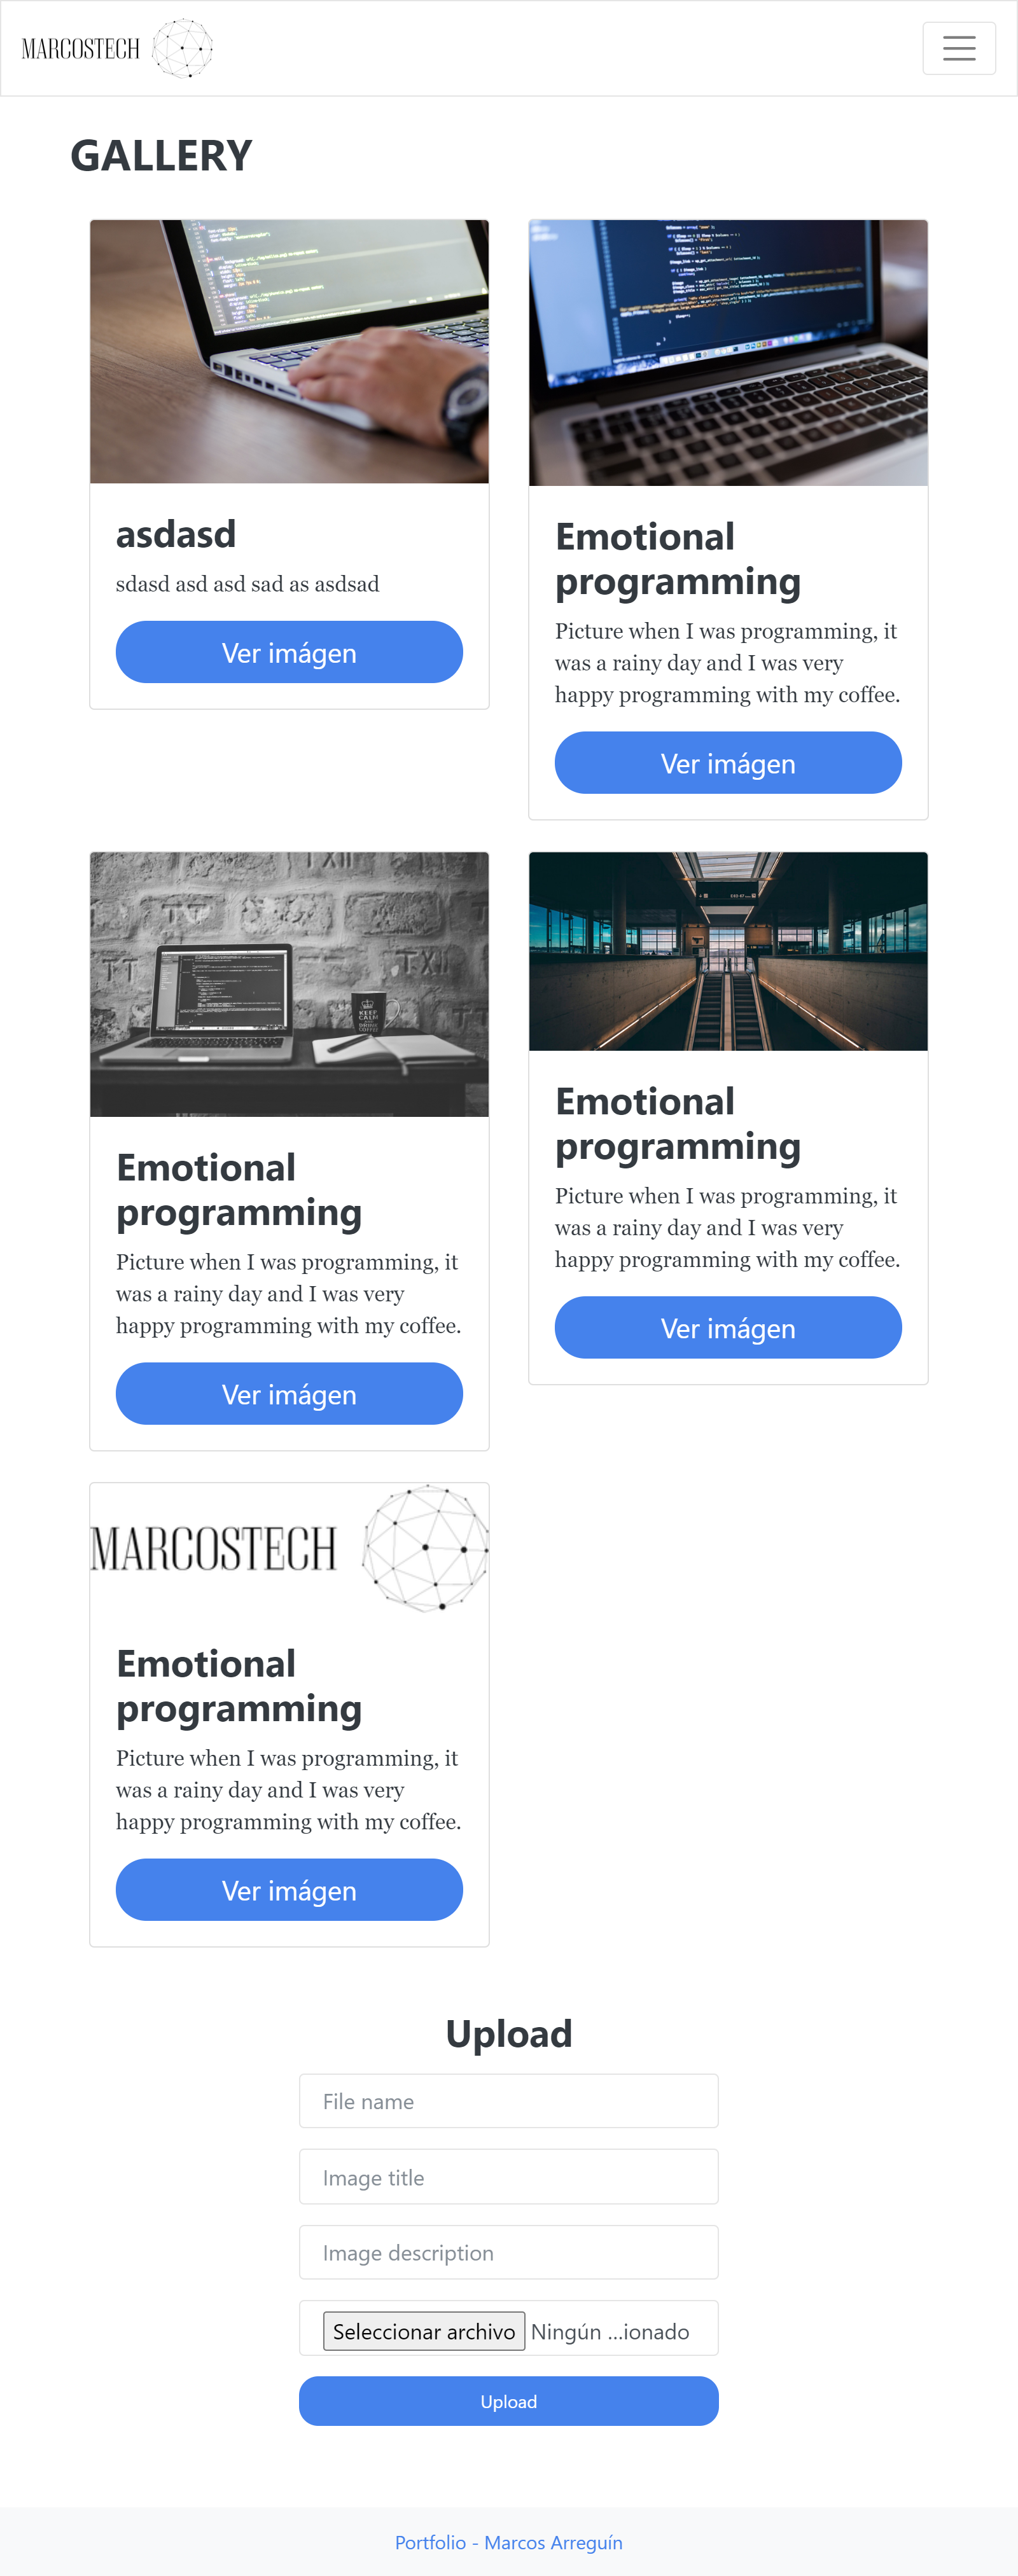 MARCOSTECH
GALLERY
asdasd
sdasd asd asd sad as asdsad
Ver imágen
Emotional
programming
Picture when I was programming, it
was a rainy day and I was very
happy programming with my coffee.
Ver imágen
KEEP
CALM
DRINK
COFFEE
Emotional
programming
Picture when I was programming, it
was a rainy day and I was very
happy programming with my coffee.
Ver imágen
Emotional
programming
Picture when I was programming, it
was a rainy day and I was very
happy programming with my coffee.
Ver imágen
MARCOSTECH
Emotional
programming
Picture when I was programming, it
was a rainy day and I was very
happy programming with my coffee.
Ver imágen
Upload
File name
Image title
Image description
Seleccionar archivo Ningún ...ionado
Upload
Portfolio - Marcos Arreguín